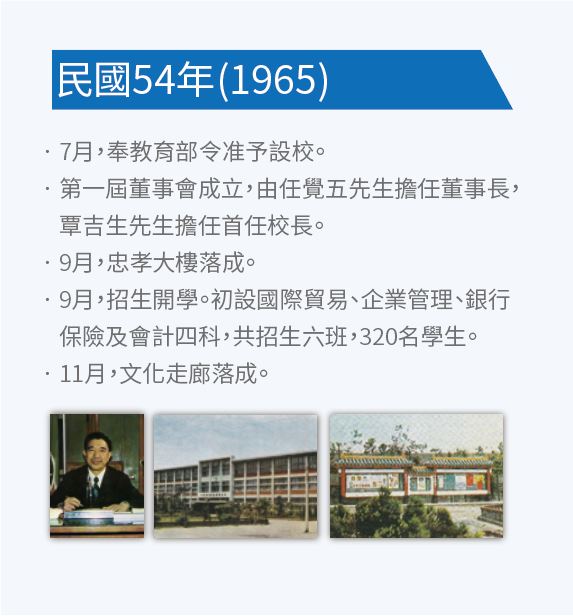 民國54年(1965)
· 7月，奉教育部令准予設校。
· 第一屆董事會成立，由任覺五先生擔任董事長，
覃吉生先生擔任首任校長。
· 9月，忠孝大樓落成。
· 9月，招生開學。初設國際貿易、企業管理、銀行
保險及會計四科，共招生六班，320名學生。
· 11月，文化走廊落成。